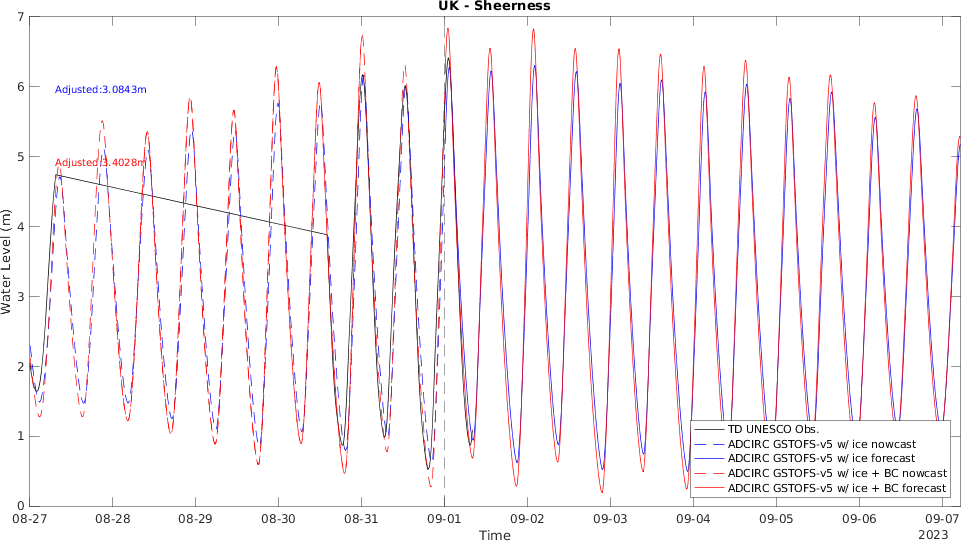 UK - Sheerness
7
6
5
4
3
2
1
0
Water Level (m)
Adjusted:3.0843m
Adjusted:3.4028m
TD UNESCO Obs.
ADCIRC GSTOFS-v5 w/ ice nowcast
ADCIRC GSTOFS-v5 w/ ice forecast
ADCIRC GSTOFS-v5 w/ ice + BC nowcast
ADCIRC GSTOFS-v5 w/ ice + BC forecast
08-27 08-28 08-29 08-30 08-31 09-01 09-02 09-03 09-04 09-05 09-06 09-07
Time
2023